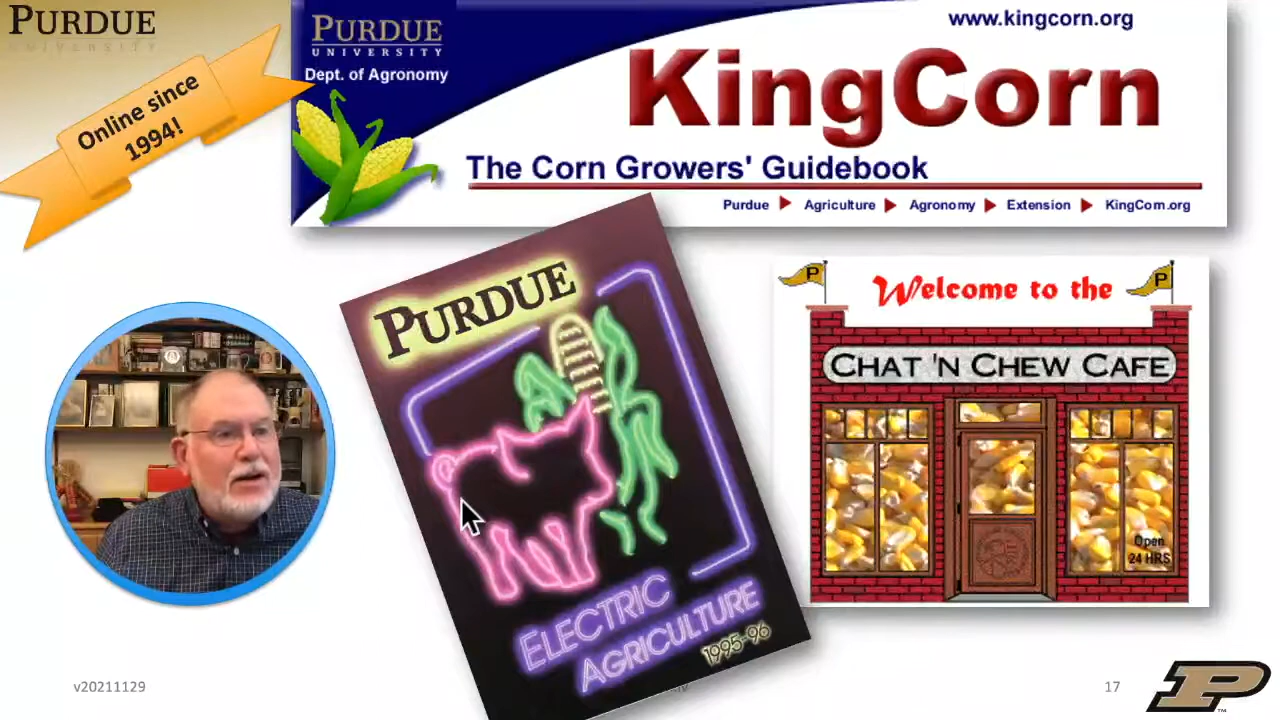 PURDUE
UNIVERSITY
Online since
1994!
PURDUE
UNIVERSITY
Dept. of Agronomy
www.kingcorn.org
KingCorn
The Corn Growers' Guidebook
Purdue
Agriculture
Agronomy
Extension
KingCorn.org
PURDUE
ELECTRIC
AGRICULTURE
1995-96
P
Welcome to the
P
CHAT 'N CHEW CAFE
Open
24 HRS
v20211129
17
P
TM